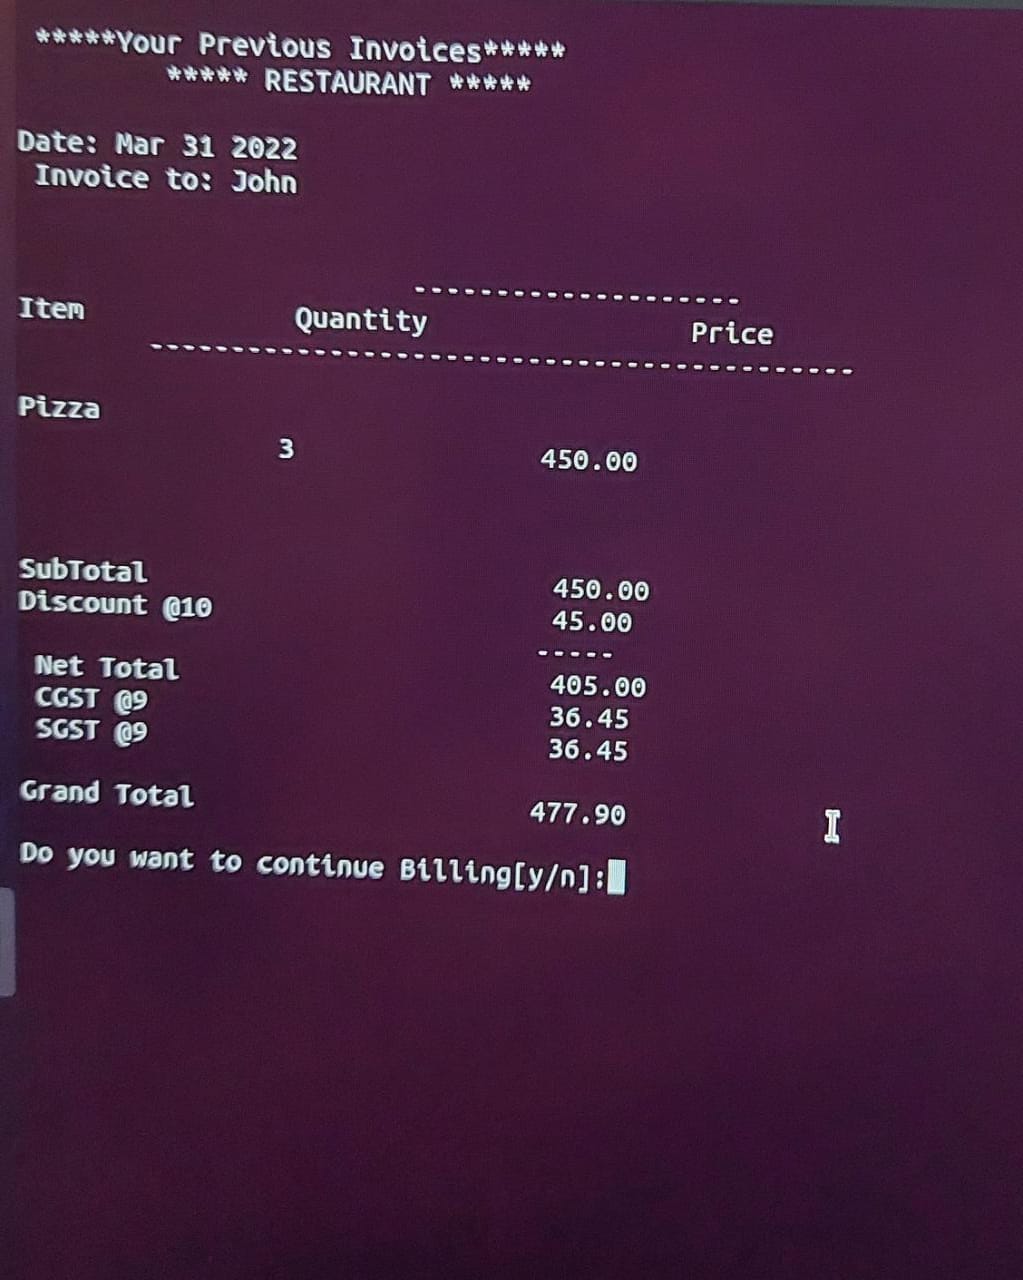 *****Your Previous Invoices*****
***** RESTAURANT *****
Date: Mar 31 2022
Invoice to: John
--------------------
Item Quantity Price
--------------------------------------------
Pizza
3 450.00
SubTotal 450.00
Discount @10 45.00
-----
Net Total 405.00
CGST @9 36.45
SGST @9 36.45
Grand Total 477.90
Do you want to continue Billing[y/n]: